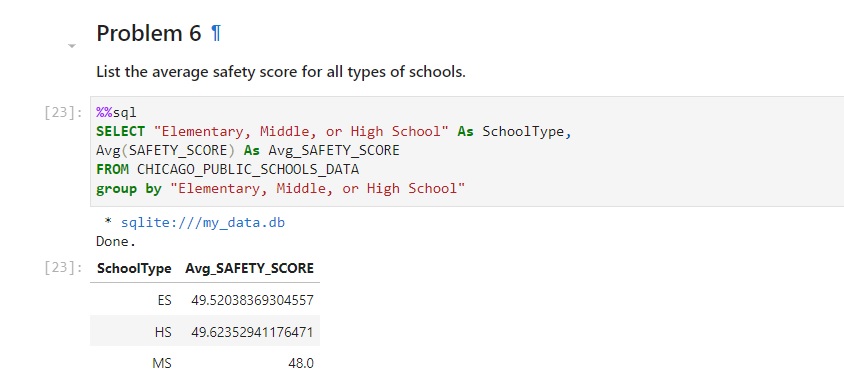 Problem 6 ¶
List the average safety score for all types of schools.
[23]: %%sql
SELECT "Elementary, Middle, or High School" As SchoolType,
Avg(SAFETY_SCORE) As Avg_SAFETY_SCORE
FROM CHICAGO_PUBLIC_SCHOOLS_DATA
group by "Elementary, Middle, or High School"
* sqlite:///my_data.db
Done.
[23]: SchoolType Avg_SAFETY_SCORE
ES 49.52038369304557
HS 49.62352941176471
MS 48.0